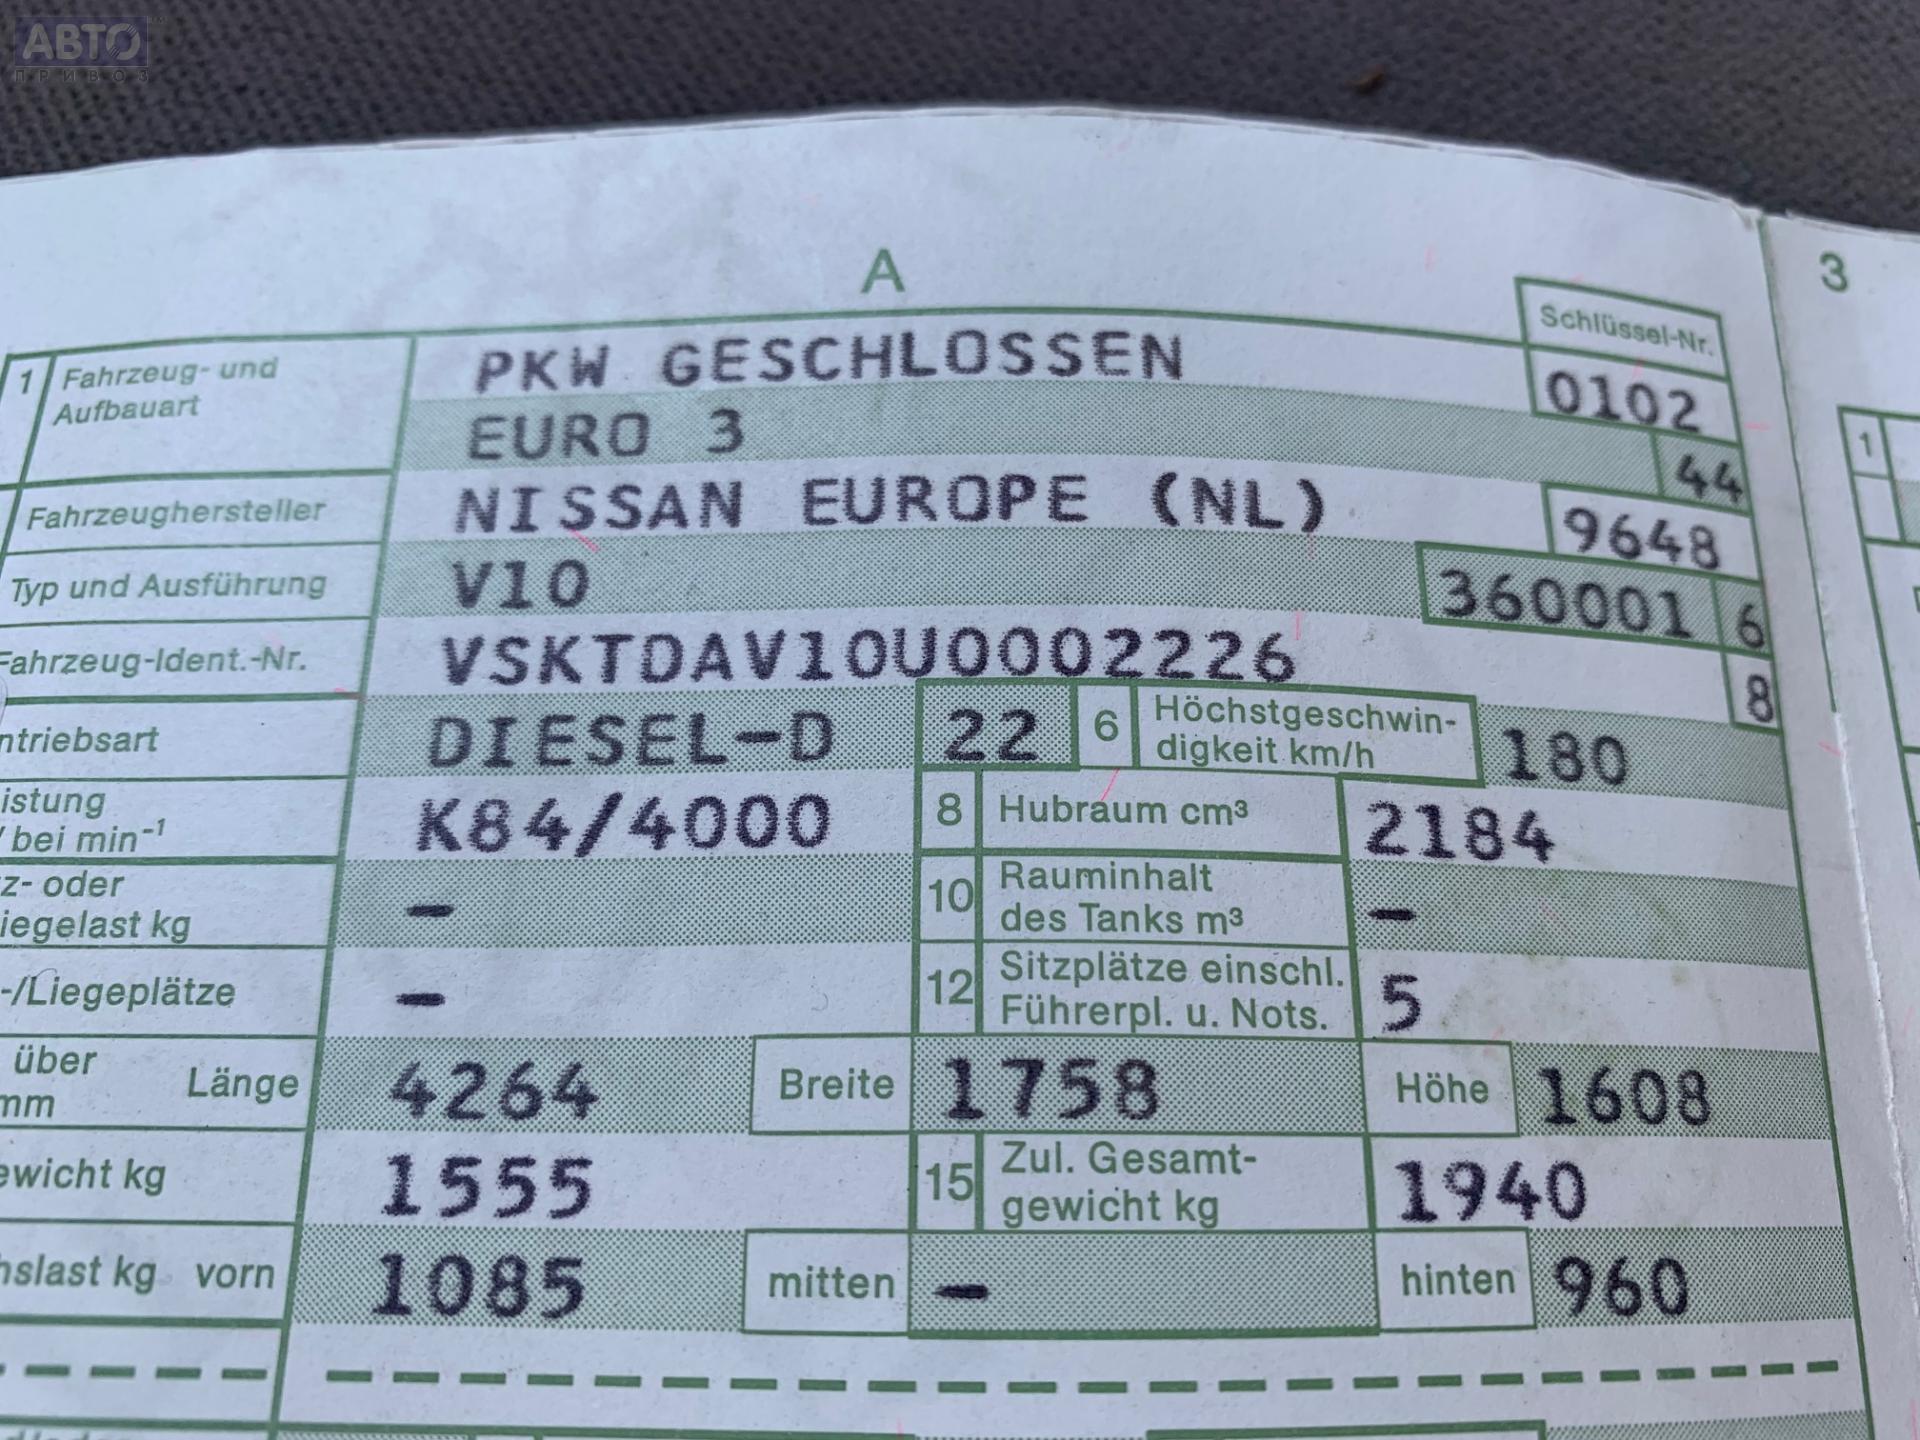 АВТО
ПРИВОЗ
A
3
Schlüssel-Nr.
1 Fahrzeug- und Aufbauart PKW GESCHLOSSEN 0102
EURO 3 44
Fahrzeughersteller NISSAN EUROPE (NL) 9648
Typ und Ausführung V10 360001 6
Fahrzeug-Ident.-Nr. VSKTDAV10U0002226 8
ntriebsart DIESEL-D 22 6 Höchstgeschwin-
digkeit km/h 180
istung
/ bei min-1 K84/4000 8 Hubraum cm³ 2184
z- oder
iegelast kg – 10 Rauminhalt
des Tanks m³ –
-/Liegeplätze – 12 Sitzplätze einschl.
Führerpl. u. Nots. 5
über
mm Länge 4264 Breite 1758 Höhe 1608
ewicht kg 1555 15 Zul. Gesamt-
gewicht kg 1940
hslast kg vorn 1085 mitten – hinten 960
1